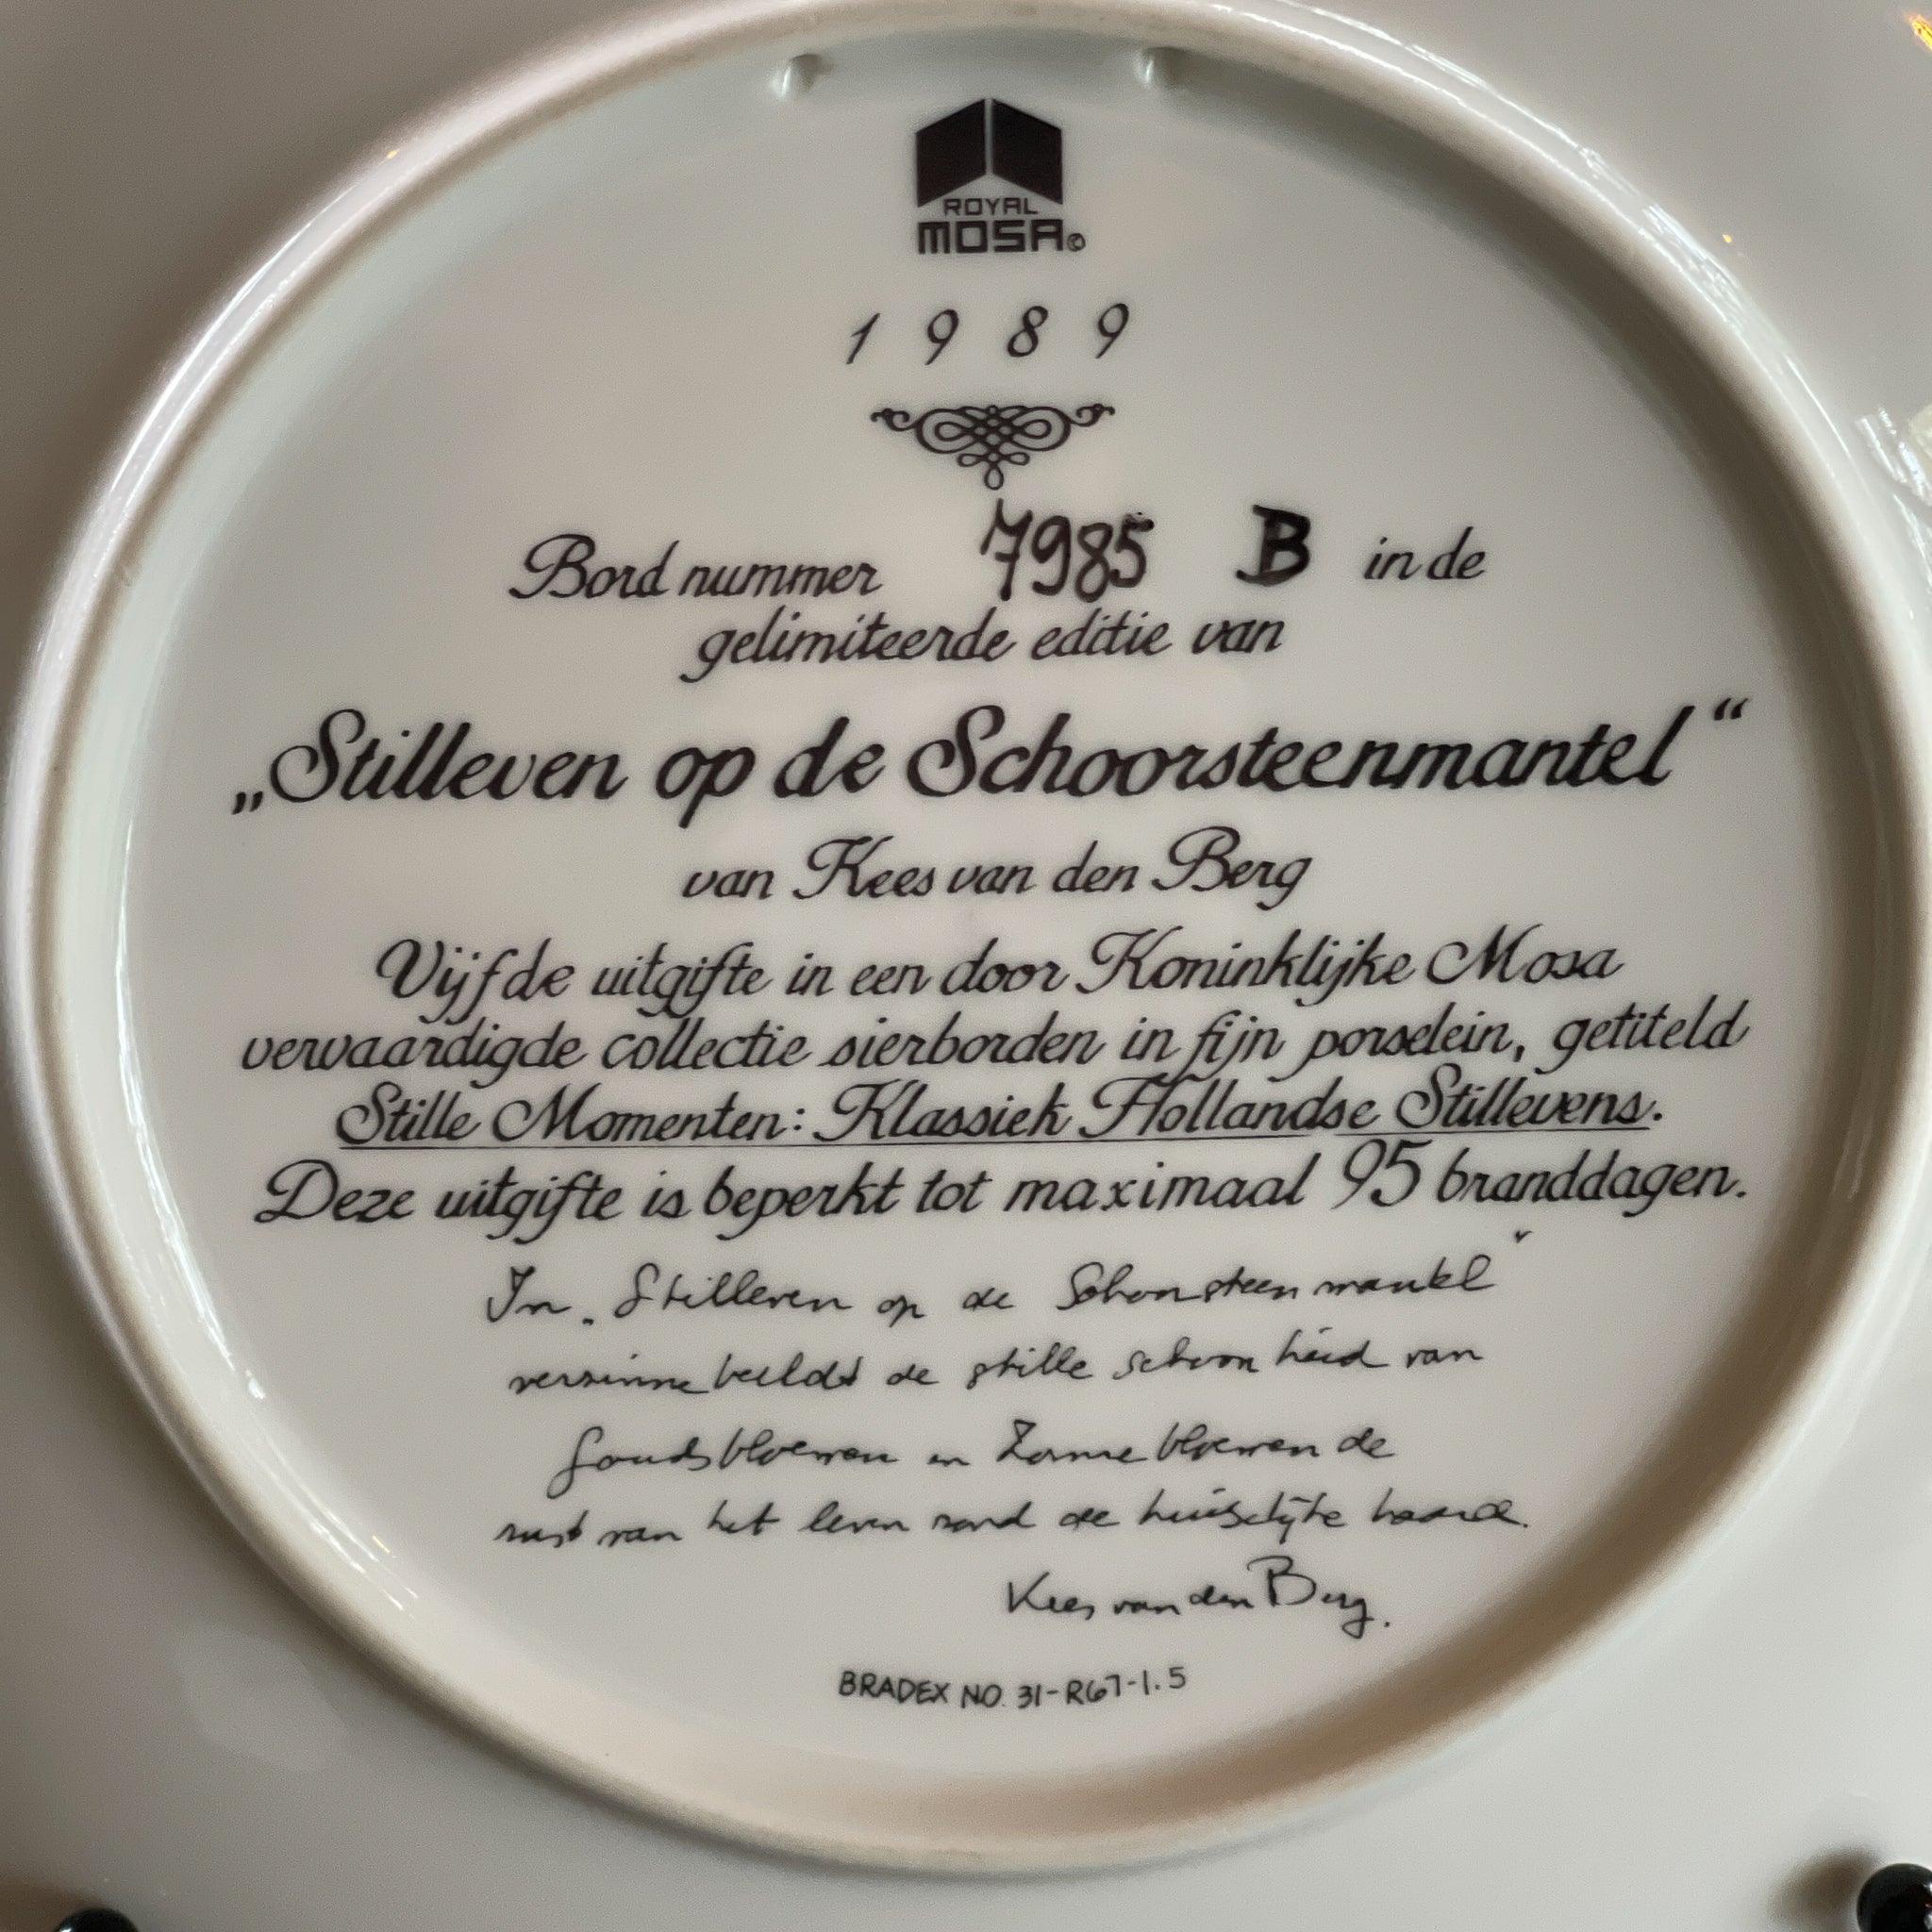 ROYAL
MOSA©
1989
Bord nummer 7985 B in de
gelimiteerde editie van
„Stilleven op de Schoorsteenmantel“
van Kees van den Berg
Vijfde uitgifte in een door Koninklijke Mosa
vervaardigde collectie sierborden in fijn porselein, getiteld
Stille Momenten: Klassiek Hollandse Stillevens.
Deze uitgifte is beperkt tot maximaal 95 branddagen.
In „Stilleven op de Schoorsteenmantel"
verzinnebeeldt de stille schoonheid van
goudsbloemen en zonnebloemen de
rust van het leven rond de huiselijke haard.
Kees van den Berg.
BRADEX NO. 31-R67-1.5